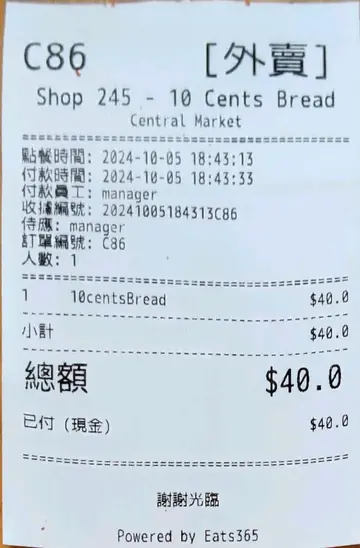 C86 [外賣]
Shop 245 - 10 Cents Bread
Central Market
點餐時間: 2024-10-05 18:43:13
付款時間: 2024-10-05 18:43:33
付款員工: manager
收據編號: 20241005184313C86
侍應: manager
訂單編號: C86
人數: 1
1 10centsBread $40.0
小計 $40.0
總額 $40.0
已付 (現金) $40.0
謝謝光臨
Powered by Eats365